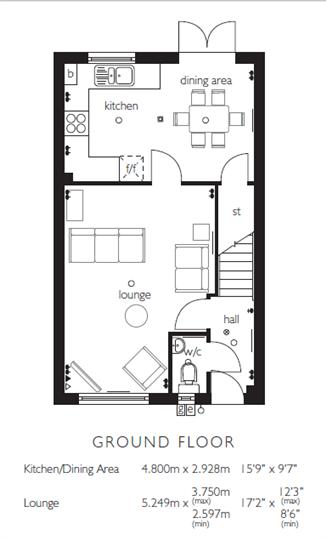 b
dining area
kitchen
f/f
st
lounge
hall
w/c
g e
GROUND FLOOR
Kitchen/Dining Area 4.800m x 2.928m 15'9" x 9'7"
Lounge 5.249m x 3.750m (max) 2.597m (min) 17'2" x 12'3" (max) 8'6" (min)